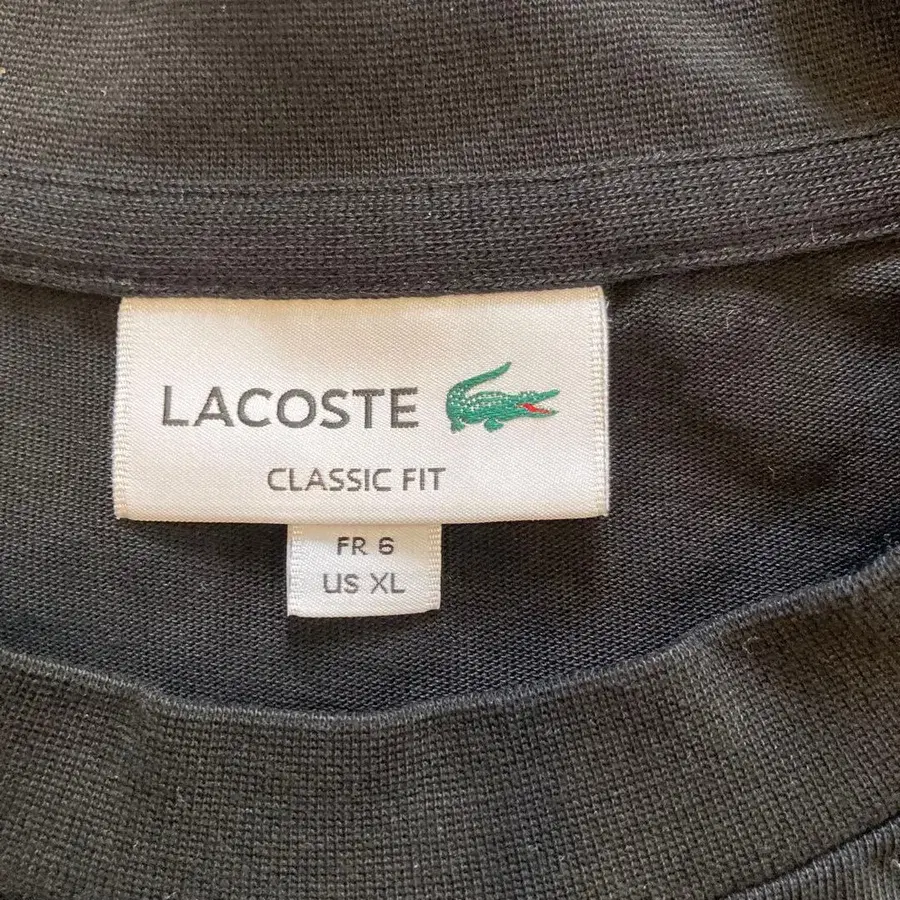 LACOSTE
CLASSIC FIT
FR 6
US XL